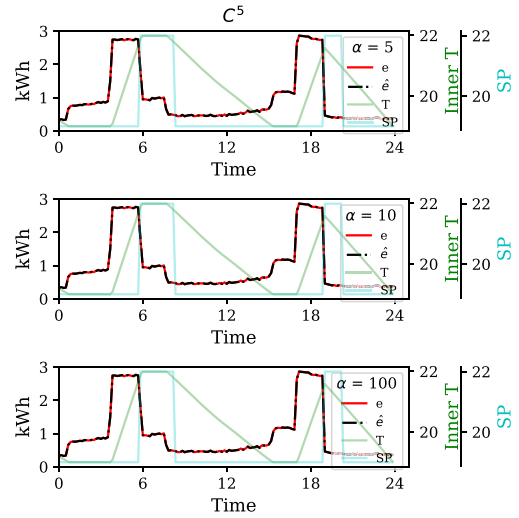 C⁵
3
2
1
0
kWh
0 6 12 18 24
Time
α = 5
e
ê
T
SP
22
20
Inner T
22
20
SP
3
2
1
0
kWh
0 6 12 18 24
Time
α = 10
e
ê
T
SP
22
20
Inner T
22
20
SP
3
2
1
0
kWh
0 6 12 18 24
Time
α = 100
e
ê
T
SP
22
20
Inner T
22
20
SP